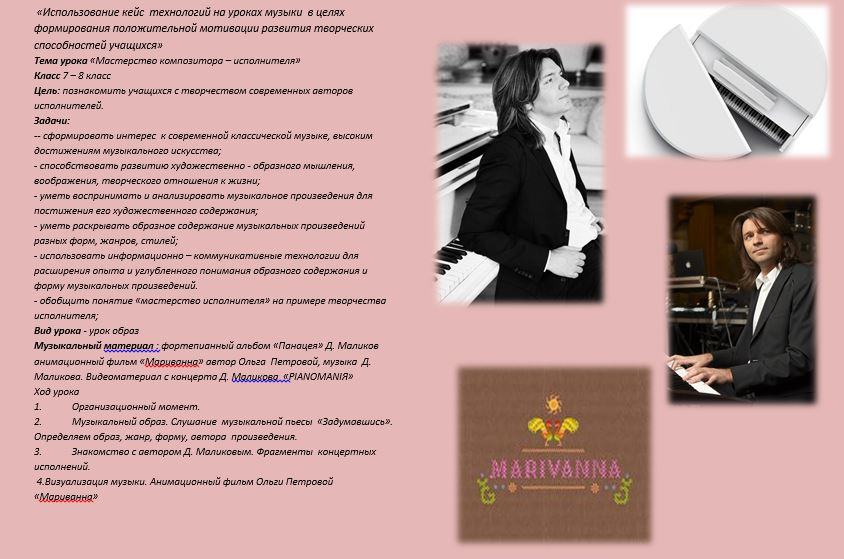 «Использование кейс технологий на уроках музыки в целях
формирования положительной мотивации развития творческих
способностей учащихся»
Тема урока «Мастерство композитора – исполнителя»
Класс 7 – 8 класс
Цель: познакомить учащихся с творчеством современных авторов
исполнителей.
Задачи:
-- сформировать интерес к современной классической музыке, высоким
достижениям музыкального искусства;
- способствовать развитию художественно - образного мышления,
воображения, творческого отношения к жизни;
- уметь воспринимать и анализировать музыкальное произведения для
постижения его художественного содержания;
- уметь раскрывать образное содержание музыкальных произведений
разных форм, жанров, стилей;
- использовать информационно – коммуникативные технологии для
расширения опыта и углубленного понимания образного содержания и
форму музыкальных произведений.
- обобщить понятие «мастерство исполнителя» на примере творчества
исполнителя;
Вид урока - урок образ
Музыкальный материал : фортепианный альбом «Панацея» Д. Маликов
анимационный фильм «Мариванна» автор Ольга Петровой, музыка Д.
Маликова. Видеоматериал с концерта Д. Маликова «PIANOMANIЯ»
Ход урока
1. Организационный момент.
2. Музыкальный образ. Слушание музыкальной пьесы «Задумавшись».
Определяем образ, жанр, форму, автора произведения.
3. Знакомство с автором Д. Маликовым. Фрагменты концертных
исполнений.
4.Визуализация музыки. Анимационный фильм Ольги Петровой
«Мариванна»
MARIVANNA